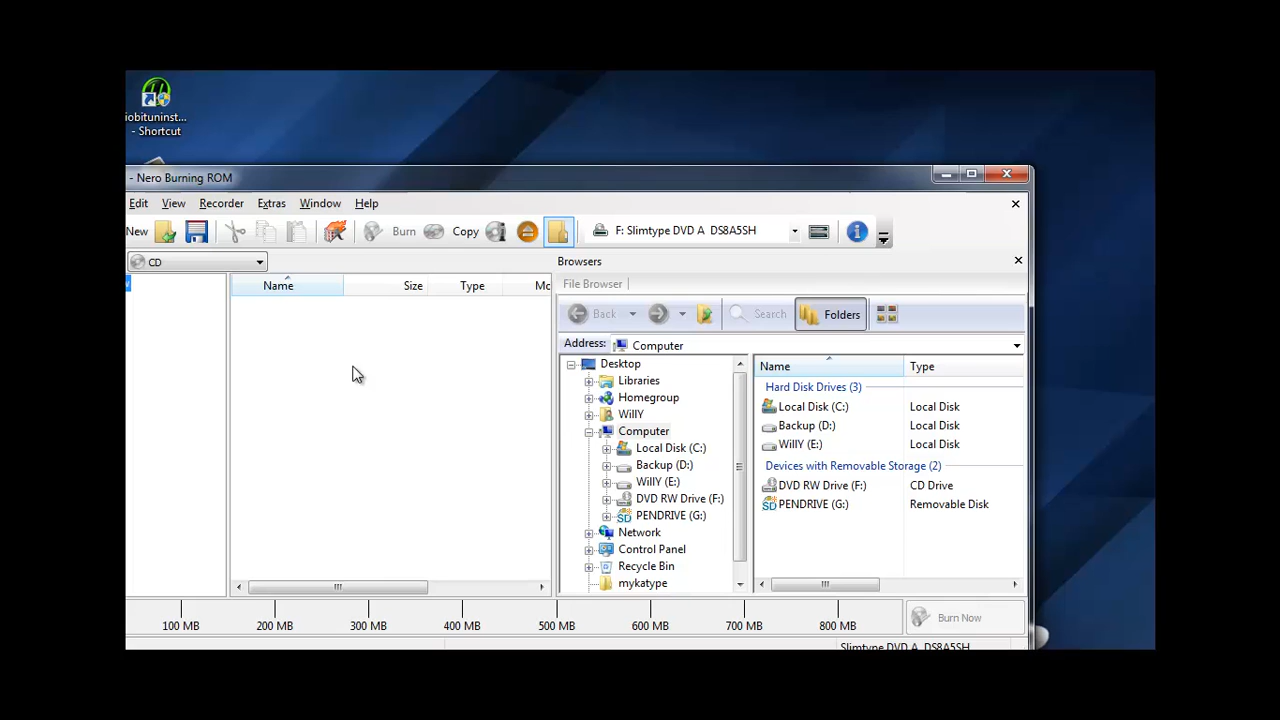 iobituninst...
- Shortcut
- Nero Burning ROM
Edit View Recorder Extras Window Help
New Burn Copy F: Slimtype DVD A DS8A5SH
CD
Browsers
Name Size Type
File Browser
Back Search Folders
Address: Computer
Desktop
Libraries
Homegroup
WillY
Computer
Local Disk (C:)
Backup (D:)
WillY (E:)
DVD RW Drive (F:)
PENDRIVE (G:)
Network
Control Panel
Recycle Bin
mykatype
Name Type
Hard Disk Drives (3)
Local Disk (C:) Local Disk
Backup (D:) Local Disk
WillY (E:) Local Disk
Devices with Removable Storage (2)
DVD RW Drive (F:) CD Drive
PENDRIVE (G:) Removable Disk
100 MB 200 MB 300 MB 400 MB 500 MB 600 MB 700 MB 800 MB
Burn Now
Slimtype DVD A DS8A5SH